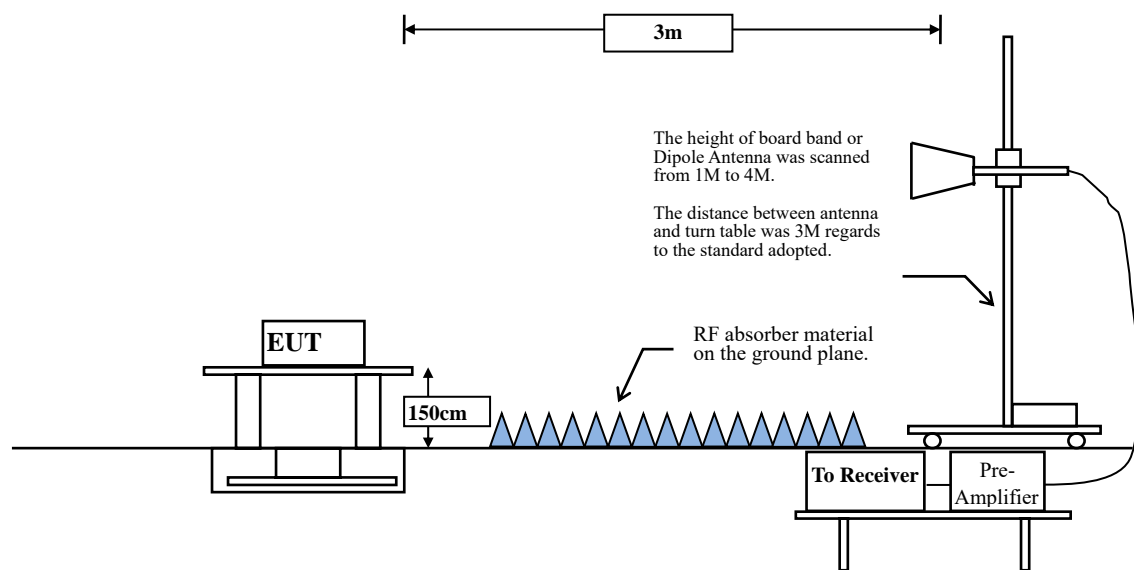 3m
The height of board band or
Dipole Antenna was scanned
from 1M to 4M.
The distance between antenna
and turn table was 3M regards
to the standard adopted.
EUT
RF absorber material
on the ground plane.
150cm
To Receiver
Pre-
Amplifier